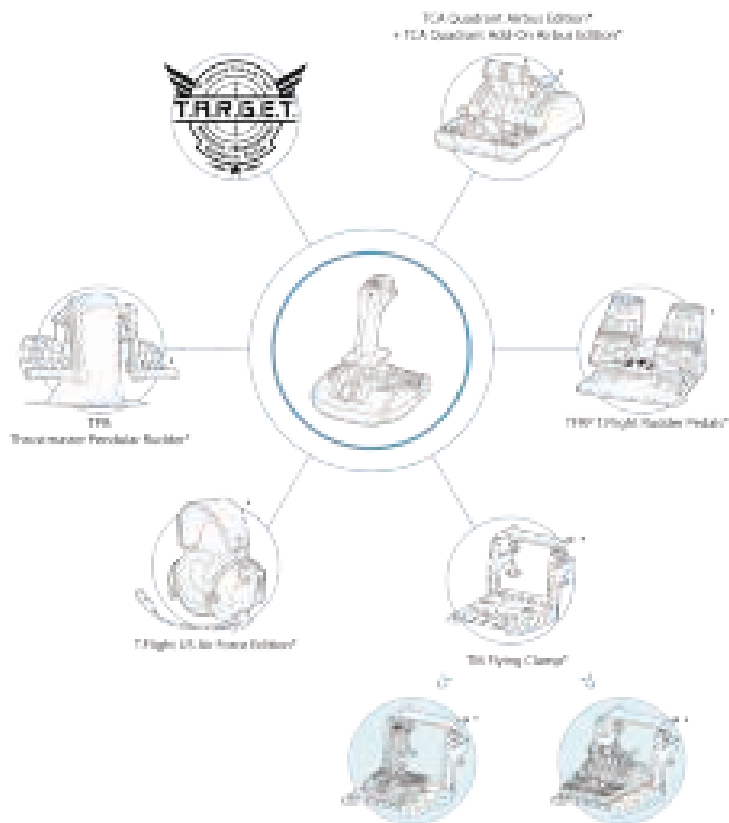 TCA Quadrant Airbus Edition*
+ TCA Quadrant Add-On Airbus Edition*
T.A.R.G.E.T
TPR
Thrustmaster Pendular Rudder*
TFRP T.Flight Rudder Pedals*
T.Flight US Air Force Edition*
TM Flying Clamp*